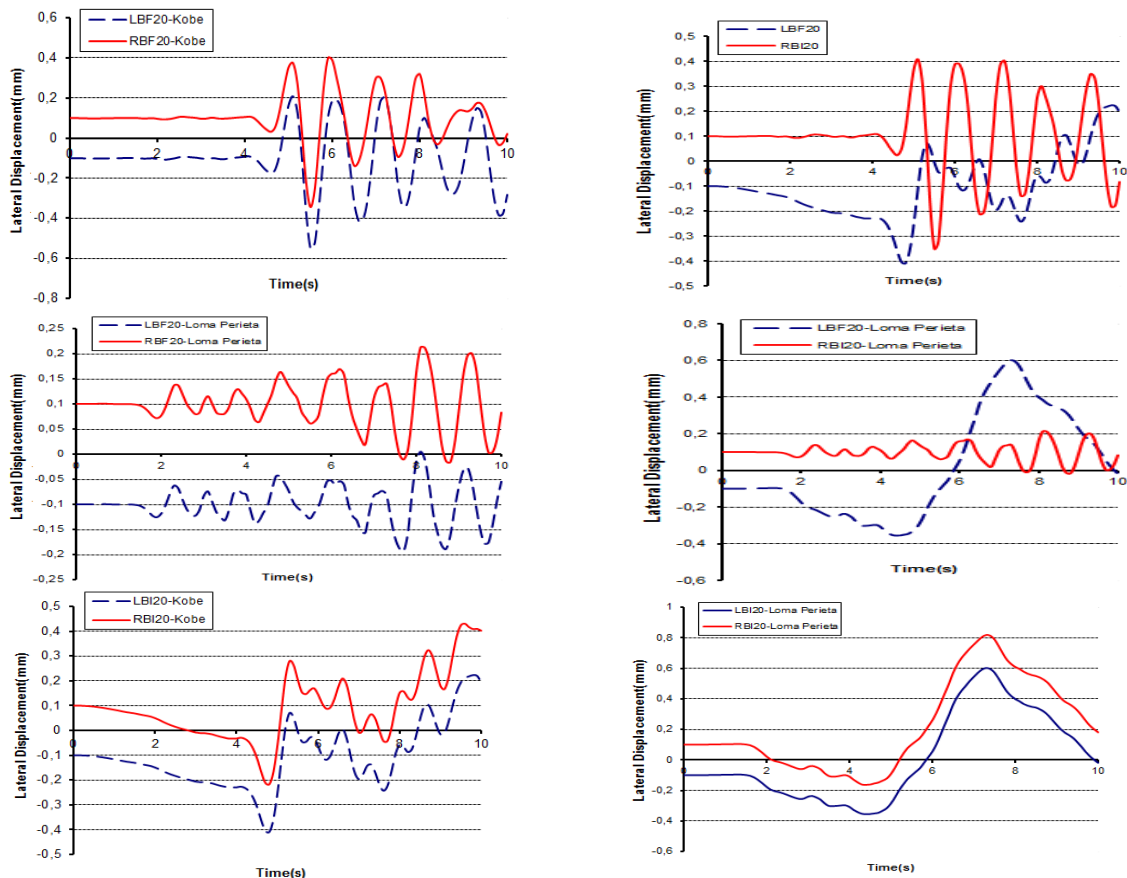 LBF20-Kobe
RBF20-Kobe
Lateral Displacement(mm)
0,6
0,4
0,2
0
-0,2
-0,4
-0,6
-0,8
0 2 4 6 8 10
Time(s)
LBF20
RBI20
Lateral Displacement(mm)
0,5
0,4
0,3
0,2
0,1
0
-0,1
-0,2
-0,3
-0,4
-0,5
0 2 4 6 8 10
Time(s)
LBF20-Loma Perieta
RBF20-Loma Perieta
Lateral Displacement(mm)
0,25
0,2
0,15
0,1
0,05
0
-0,05
-0,1
-0,15
-0,2
-0,25
0 2 4 6 8 10
Time(s)
LBF20-Loma Perieta
RBI20-Loma Perieta
Lateral Displacement(mm)
0,8
0,6
0,4
0,2
0
-0,2
-0,4
-0,6
0 2 4 6 8 10
Time(s)
LBI20-Kobe
RBI20-Kobe
Lateral Displacement(mm)
0,5
0,4
0,3
0,2
0,1
0
-0,1
-0,2
-0,3
-0,4
-0,5
0 2 4 6 8 10
Time(s)
LBI20-Loma Perieta
RBI20-Loma Perieta
Lateral Displacement(mm)
1
0,8
0,6
0,4
0,2
0
-0,2
-0,4
-0,6
0 2 4 6 8 10
Time(s)